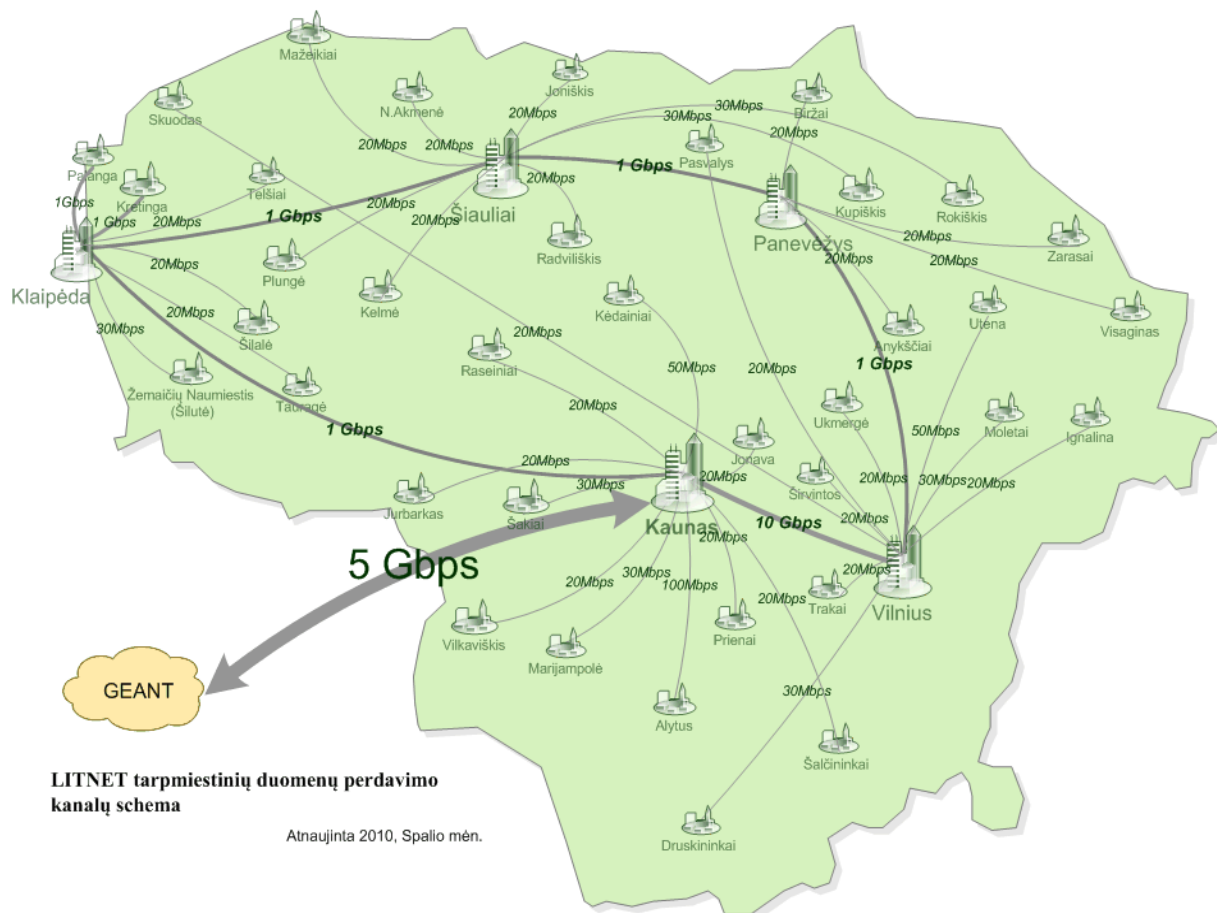 Mažeikiai
Joniškis
N.Akmenė
Skuodas
20Mbps
30Mbps
Biržai
30Mbps
20Mbps
20Mbps
20Mbps
Pasvalys
Palanga
Kretinga
Telšiai
1 Gbps
20Mbps
1Gbps
1 Gbps
20Mbps
1 Gbps
20Mbps
20Mbps
Šiauliai
Kupiškis
Rokiškis
Panevėžys
20Mbps
Zarasai
Radviliškis
20Mbps
20Mbps
20Mbps
Plungė
Klaipėda
Kelmė
Kėdainiai
Utena
Visaginas
20Mbps
30Mbps
Šilalė
20Mbps
Anykščiai
Raseiniai
50Mbps
20Mbps
1 Gbps
Žemaičių Naumiestis
(Šilutė)
Tauragė
20Mbps
Ukmergė
Moletai
Ignalina
1 Gbps
50Mbps
Jonava
20Mbps
20Mbps
20Mbps
30Mbps
20Mbps
30Mbps
Širvintos
Jurbarkas
Šakiai
Kaunas
10 Gbps
20Mbps
20Mbps
5 Gbps
30Mbps
20Mbps
20Mbps
100Mbps
Trakai
Vilnius
20Mbps
Vilkaviškis
Prienai
Marijampolė
GEANT
30Mbps
Alytus
Šalčininkai
LITNET tarpmiestinių duomenų perdavimo
kanalų schema
Atnaujinta 2010, Spalio mėn.
Druskininkai